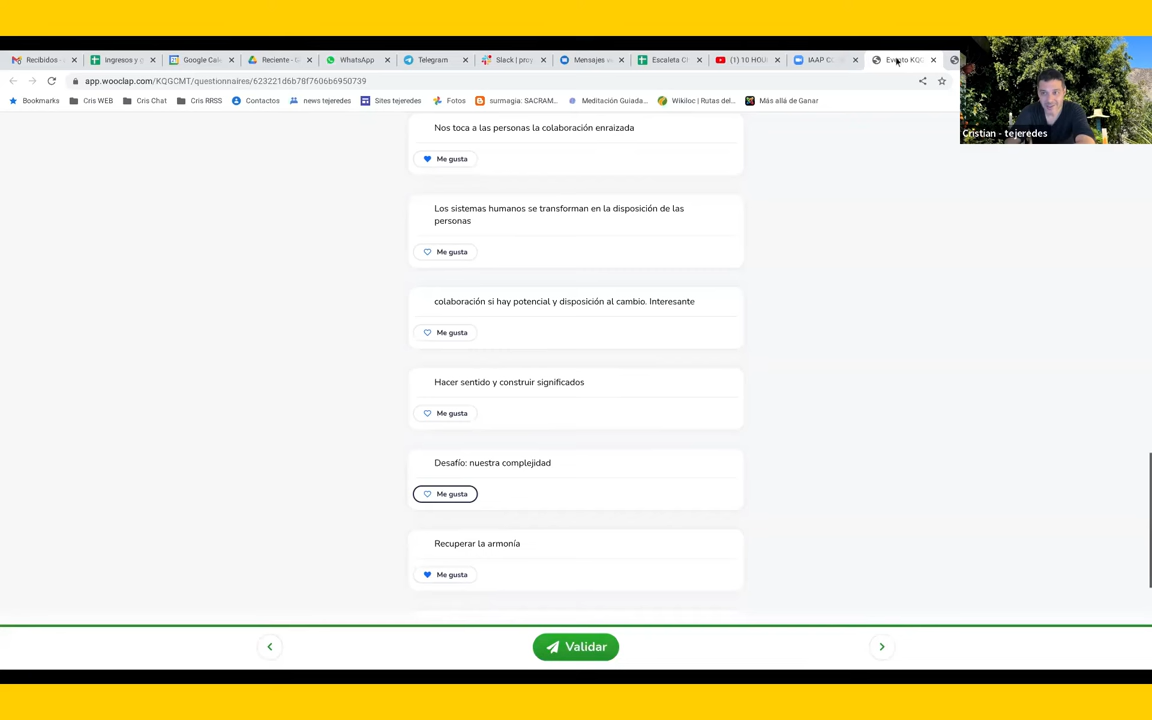 Recibidos -
Ingresos y g
Google Cale
Reciente - G
WhatsApp
Telegram
Slack | proy
Mensajes
Escaleta C
(1) 10 HOU
IAAP CO
Evento KQG
app.wooclap.com/KQGCMT/questionnaires/623221d6b78f7606b6950739
Bookmarks
Cris WEB
Cris Chat
Cris RRSS
Contactos
news tejeredes
Sites tejeredes
Fotos
surmagia: SACRAM...
Meditación Guiada...
Wikiloc | Rutas del...
Más allá de Ganar
Cristian - tejeredes
Nos toca a las personas la colaboración enraizada
Me gusta
Los sistemas humanos se transforman en la disposición de las
personas
Me gusta
colaboración si hay potencial y disposición al cambio. Interesante
Me gusta
Hacer sentido y construir significados
Me gusta
Desafío: nuestra complejidad
Me gusta
Recuperar la armonía
Me gusta
Validar